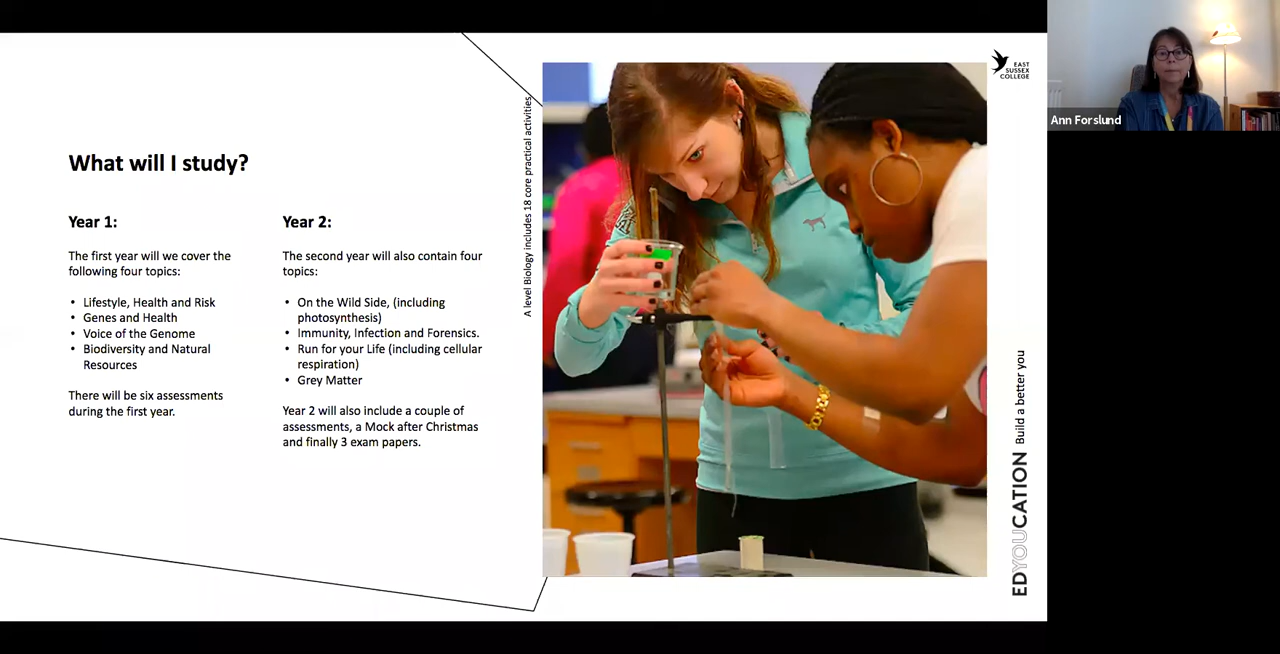 What will I study?
Year 1:
The first year will we cover the
following four topics:
• Lifestyle, Health and Risk
• Genes and Health
• Voice of the Genome
• Biodiversity and Natural
Resources
There will be six assessments
during the first year.
Year 2:
The second year will also contain four
topics:
• On the Wild Side, (including
photosynthesis)
• Immunity, Infection and Forensics.
• Run for your Life (including cellular
respiration)
• Grey Matter
Year 2 will also include a couple of
assessments, a Mock after Christmas
and finally 3 exam papers.
A level Biology includes 18 core practical activities
EAST
SUSSEX
COLLEGE
EDYOUCATION Build a better you
Ann Forslund